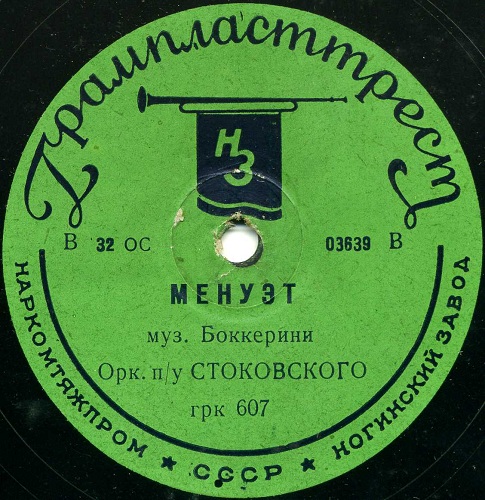 Грампласттрест
НЗ
В 32 ОС
03639 В
МЕНУЭТ
муз. Боккерини
Орк. п/у СТОКОВСКОГО
грк 607
НАРКОМТЯЖПРОМ ★ СССР ★ НОГИНСКИЙ ЗАВОД